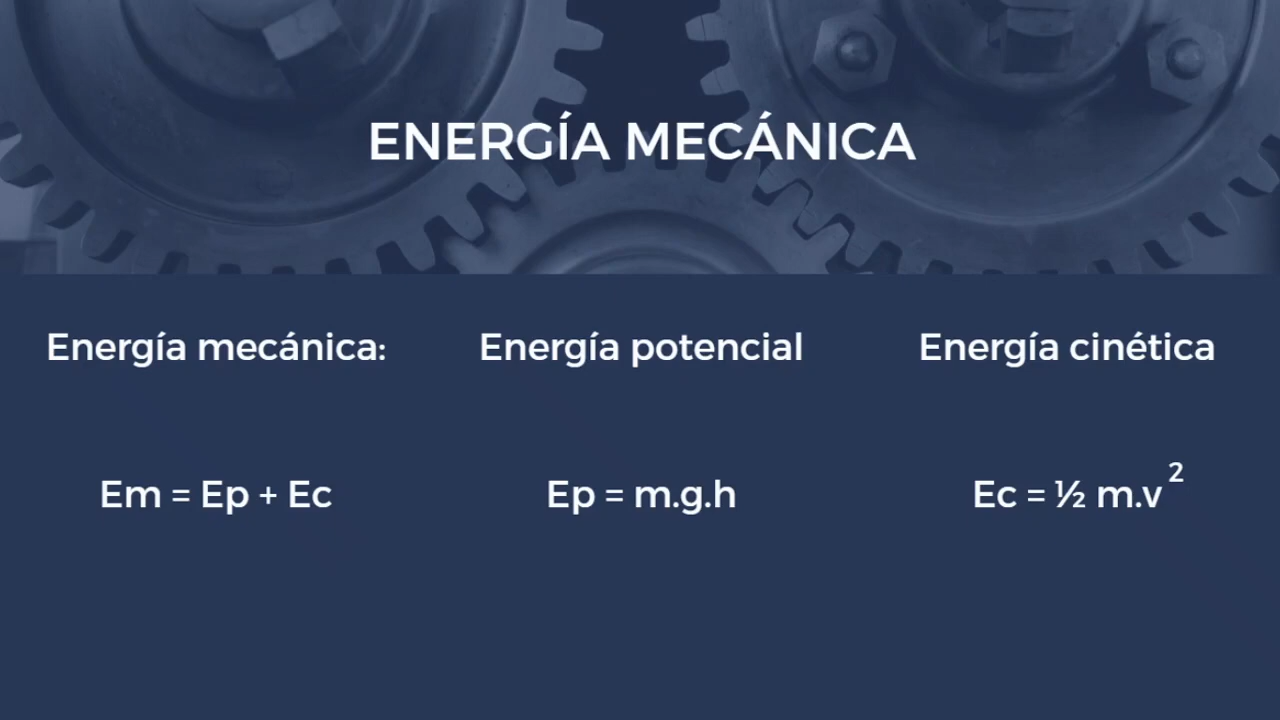 ENERGÍA MECÁNICA
Energía mecánica:
Energía potencial
Energía cinética
Em = Ep + Ec
Ep = m.g.h
Ec = ½ m.v²